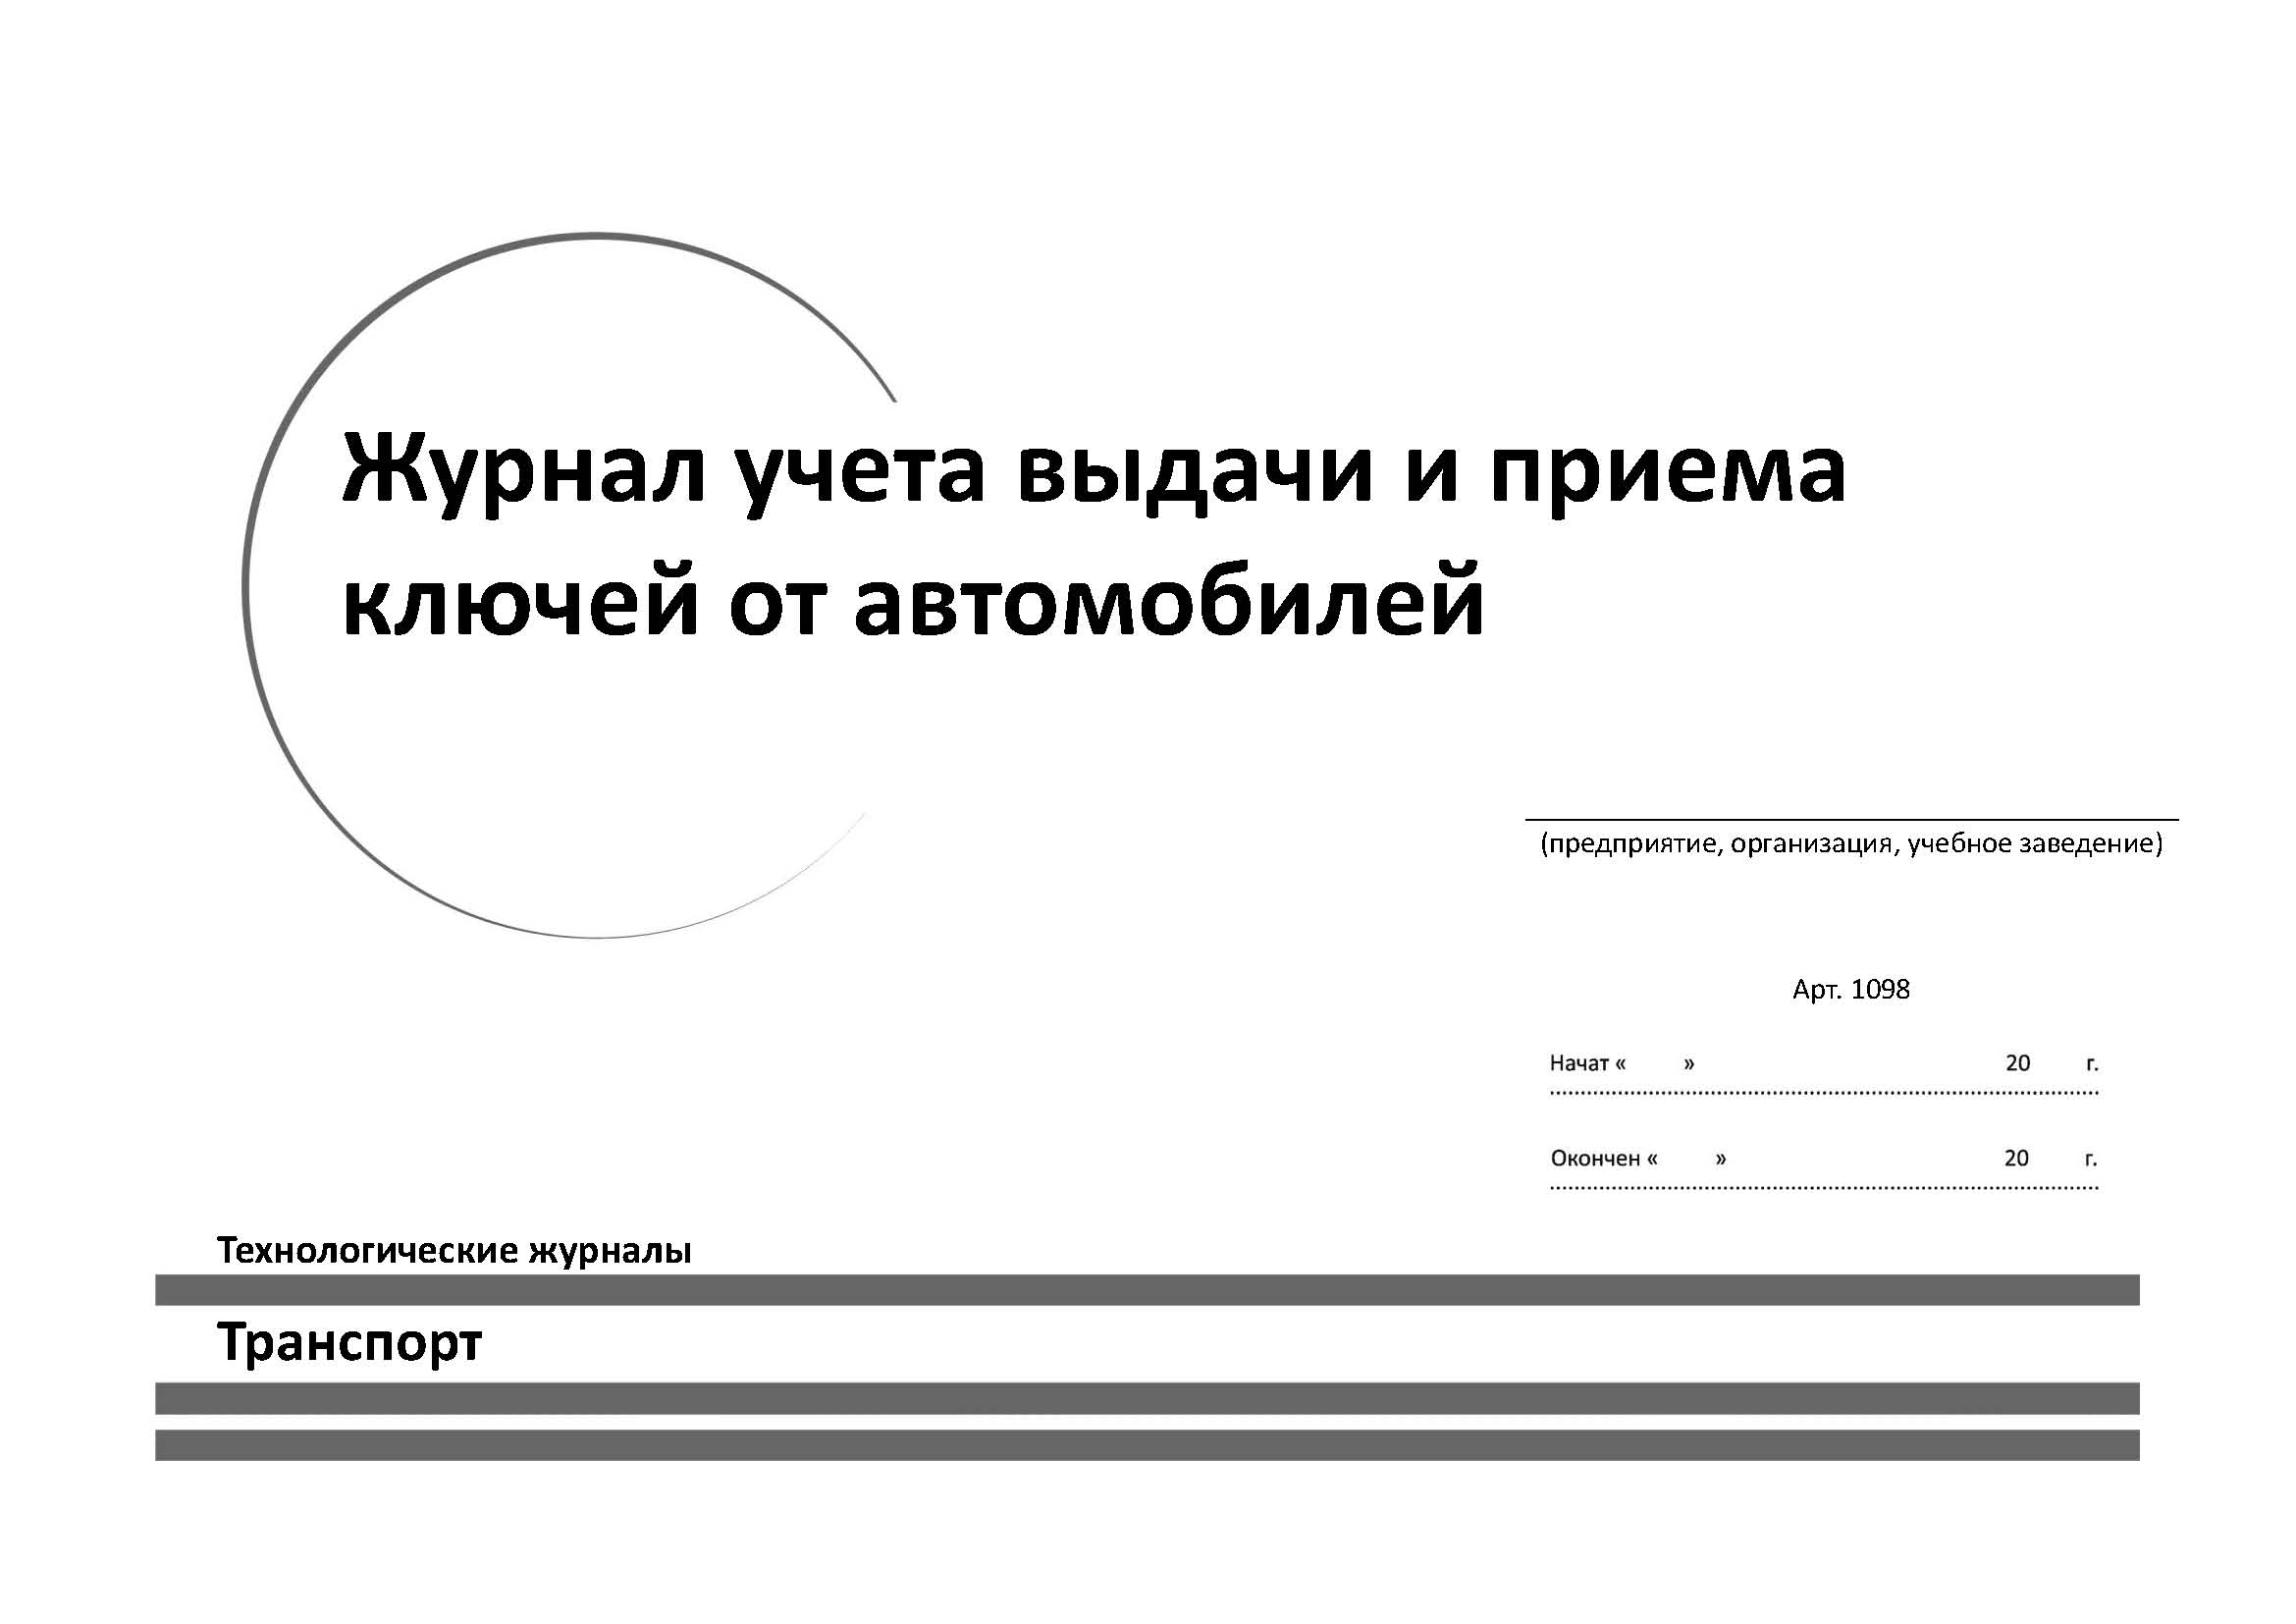 Журнал учета выдачи и приема
ключей от автомобилей
(предприятие, организация, учебное заведение)
Арт. 1098
Начат « » 20 г.
Окончен « » 20 г.
Технологические журналы
Транспорт